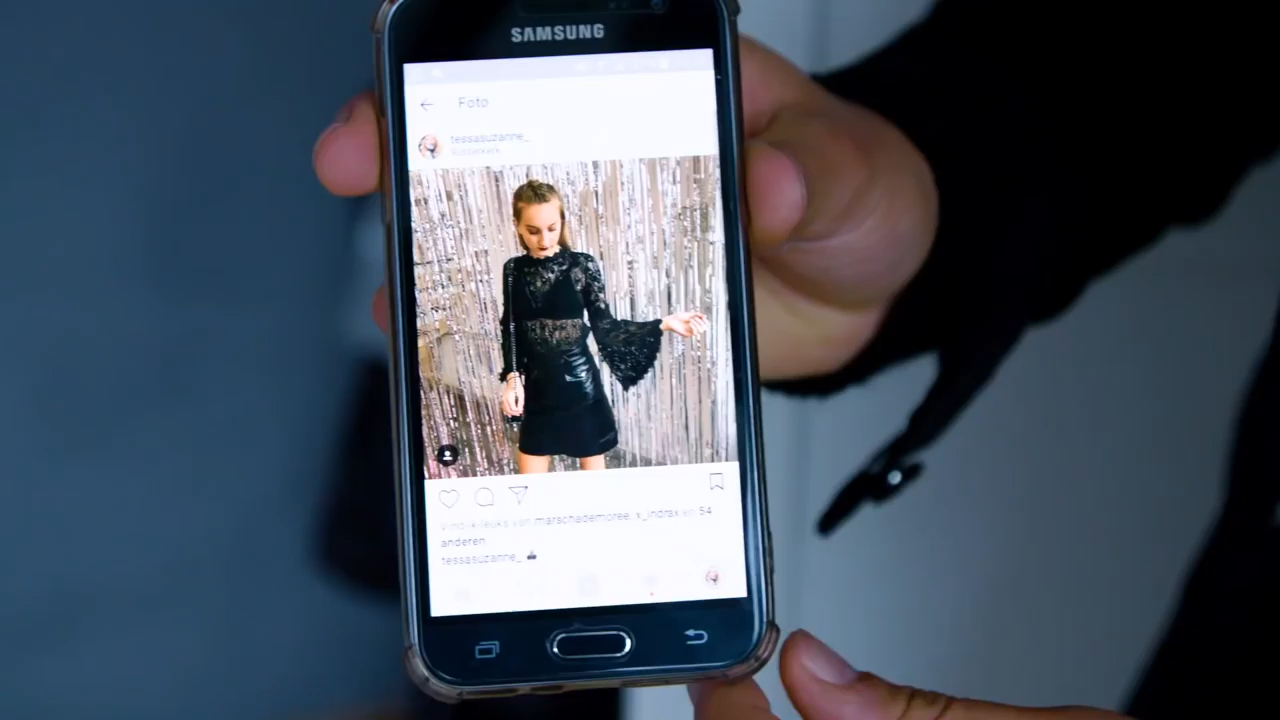 SAMSUNG
Foto
tessasuzanne_
Vind-ik-leuks van marschademoree, x_indrax en 54
anderen
tessasuzanne_